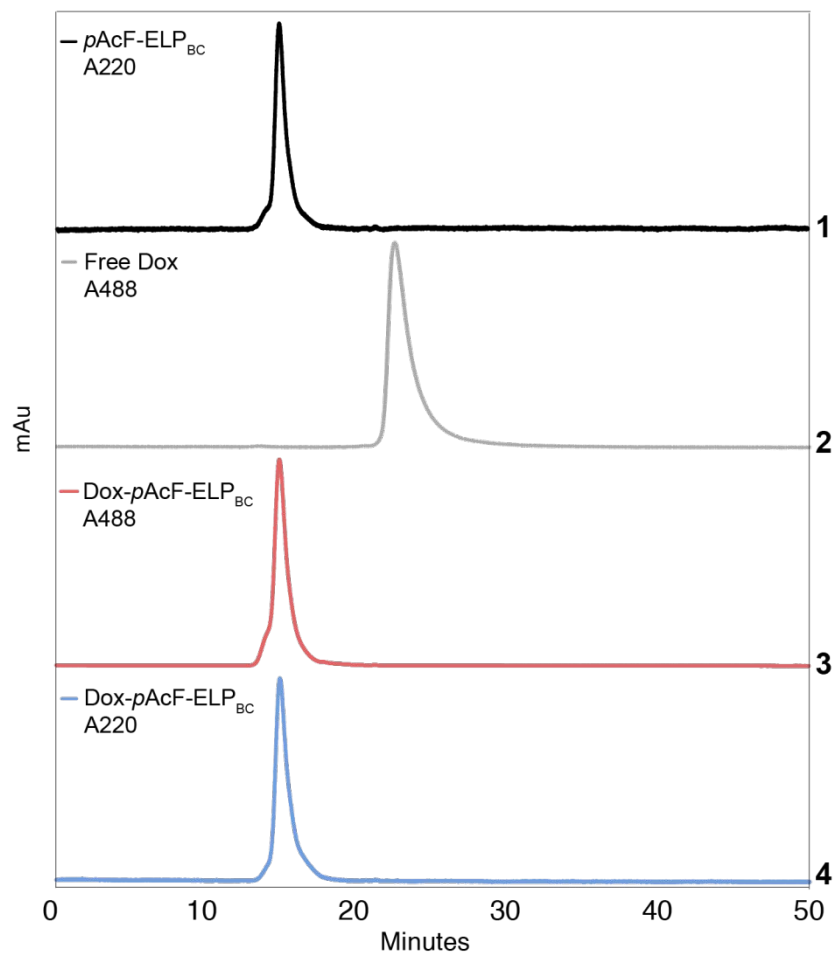 pAcF-ELPBC
A220
1
Free Dox
A488
2
mAu
Dox-pAcF-ELPBC
A488
3
Dox-pAcF-ELPBC
A220
4
0 10 20 30 40 50
Minutes